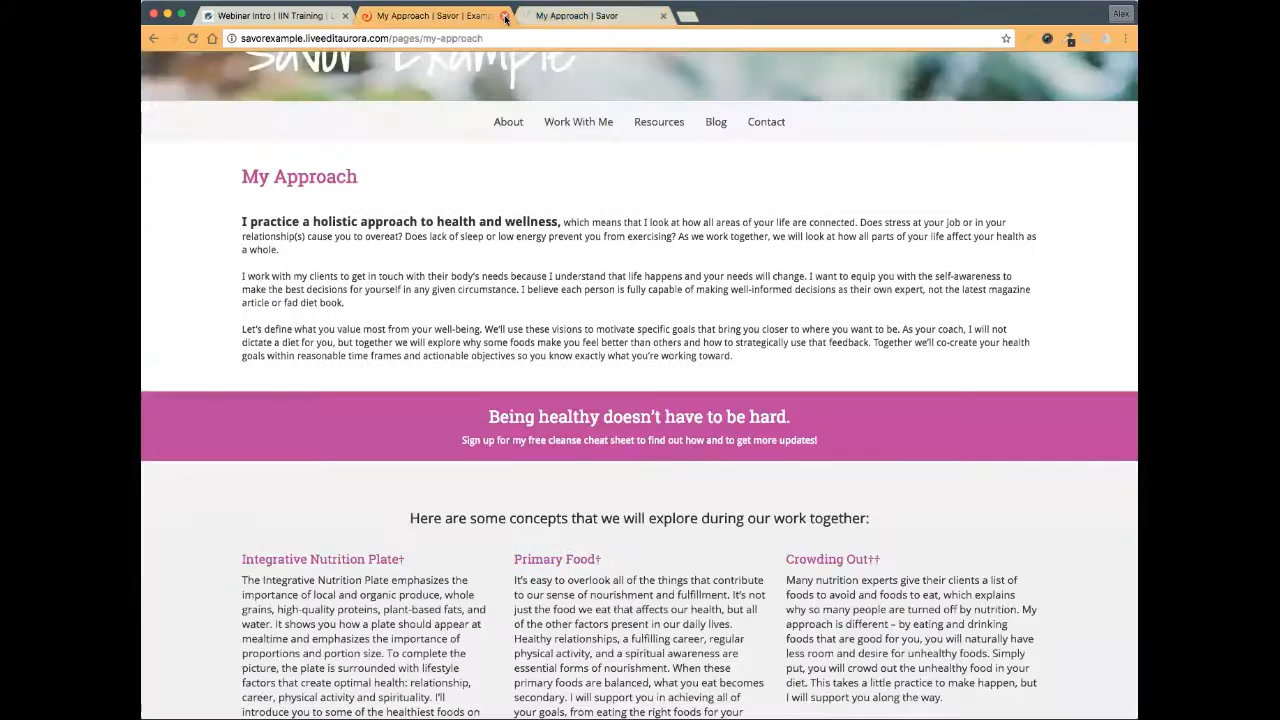 Webinar Intro | IIN Training |
My Approach | Savor | Exam
My Approach | Savor
Alex
savorexample.liveeditaurora.com/pages/my-approach
Savor Example
About Work With Me Resources Blog Contact
My Approach
I practice a holistic approach to health and wellness, which means that I look at how all areas of your life are connected. Does stress at your job or in your
relationship(s) cause you to overeat? Does lack of sleep or low energy prevent you from exercising? As we work together, we will look at how all parts of your life affect your health as
a whole.
I work with my clients to get in touch with their body’s needs because I understand that life happens and your needs will change. I want to equip you with the self-awareness to
make the best decisions for yourself in any given circumstance. I believe each person is fully capable of making well-informed decisions as their own expert, not the latest magazine
article or fad diet book.
Let’s define what you value most from your well-being. We’ll use these visions to motivate specific goals that bring you closer to where you want to be. As your coach, I will not
dictate a diet for you, but together we will explore why some foods make you feel better than others and how to strategically use that feedback. Together we’ll co-create your health
goals within reasonable time frames and actionable objectives so you know exactly what you’re working toward.
Being healthy doesn’t have to be hard.
Sign up for my free cleanse cheat sheet to find out how and to get more updates!
Here are some concepts that we will explore during our work together:
Integrative Nutrition Plate†
The Integrative Nutrition Plate emphasizes the
importance of local and organic produce, whole
grains, high-quality proteins, plant-based fats, and
water. It shows you how a plate should appear at
mealtime and emphasizes the importance of
proportions and portion size. To complete the
picture, the plate is surrounded with lifestyle
factors that create optimal health: relationship,
career, physical activity and spirituality. I’ll
introduce you to some of the healthiest foods on
Primary Food†
It’s easy to overlook all of the things that contribute
to our sense of nourishment and fulfillment. It’s not
just the food we eat that affects our health, but all
of the other factors present in our daily lives.
Healthy relationships, a fulfilling career, regular
physical activity, and a spiritual awareness are
essential forms of nourishment. When these
primary foods are balanced, what you eat becomes
secondary. I will support you in achieving all of
your goals, from eating the right foods for your
Crowding Out††
Many nutrition experts give their clients a list of
foods to avoid and foods to eat, which explains
why so many people are turned off by nutrition. My
approach is different – by eating and drinking
foods that are good for you, you will naturally have
less room and desire for unhealthy foods. Simply
put, you will crowd out the unhealthy food in your
diet. This takes a little practice to make happen, but
I will support you along the way.